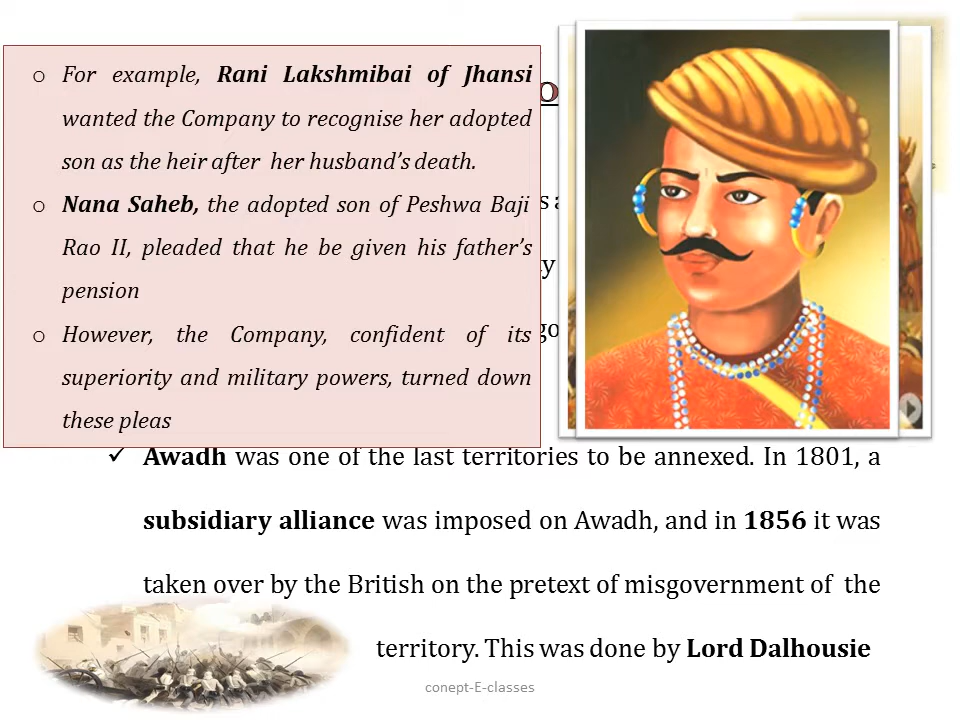 o For example, Rani Lakshmibai of Jhansi
wanted the Company to recognise her adopted
son as the heir after her husband’s death.
o Nana Saheb, the adopted son of Peshwa Baji
Rao II, pleaded that he be given his father’s
pension
o However, the Company, confident of its
superiority and military powers, turned down
these pleas
✓ Awadh was one of the last territories to be annexed. In 1801, a
subsidiary alliance was imposed on Awadh, and in 1856 it was
taken over by the British on the pretext of misgovernment of the
territory. This was done by Lord Dalhousie
conept-E-classes